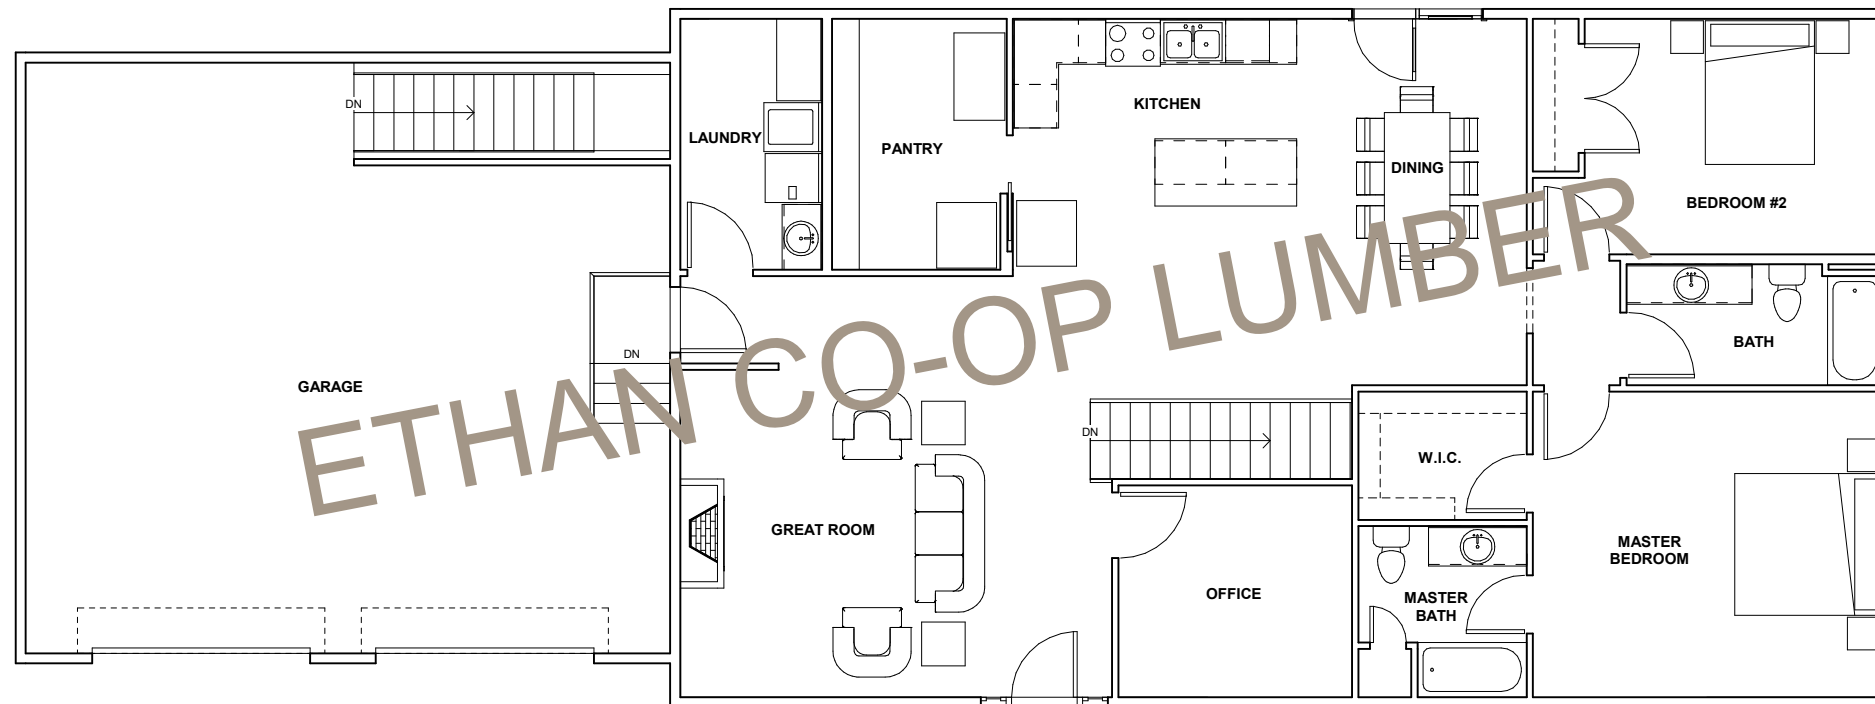 DN
KITCHEN
LAUNDRY
PANTRY
DINING
BEDROOM #2
BATH
DN
GARAGE
ETHAN CO-OP LUMBER
DN
W.I.C.
GREAT ROOM
MASTER
BEDROOM
OFFICE
MASTER
BATH